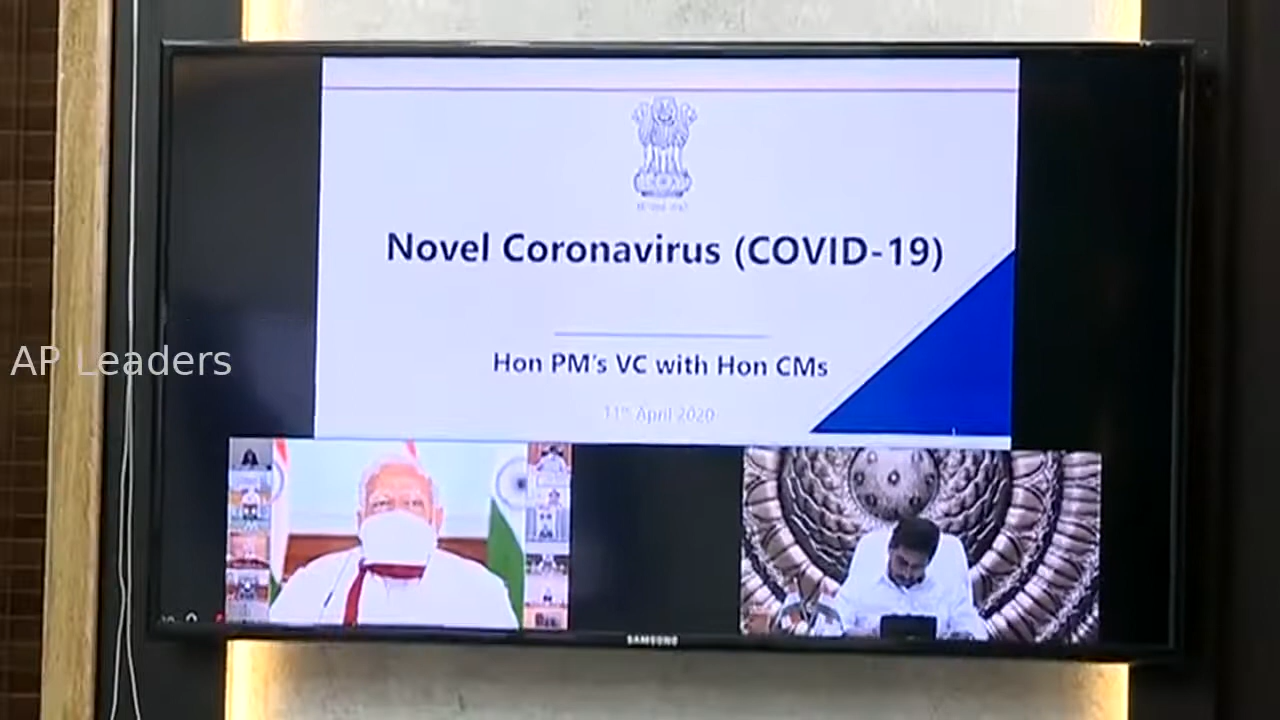 Novel Coronavirus (COVID-19)
Hon PM's VC with Hon CMs
11th April 2020
AP Leaders
SAMSUNG